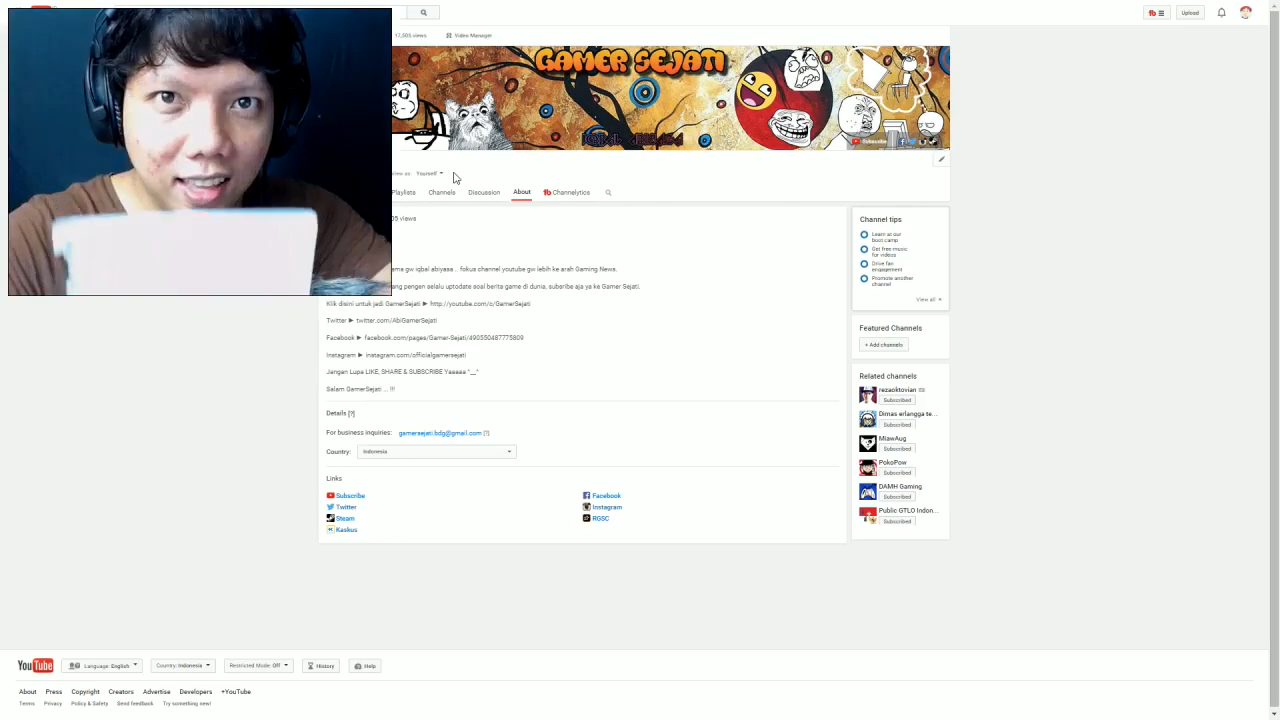 Upload
17,885 views
Video Manager
GAMER SEJATI
Subscribe
View as:
Yourself
Playlists
Channels
Discussion
About
Channelytics
05 views
ama gw iqbal abiyasa .. fokus channel youtube gw lebih ke arah Gaming News.
ang pengen selalu uptodate soal berita game di dunia, subsribe aja ya ke Gamer Sejati.
Klik disini untuk jadi GamerSejati ► http://youtube.com/c/GamerSejati
Twitter ► twitter.com/AbiGamerSejati
Facebook ► facebook.com/pages/Gamer-Sejati/490550487775809
Instagram ► instagram.com/officialgamersejati
Jangan Lupa LIKE, SHARE & SUBSCRIBE Yaaaaa ^__^
Salam GamerSejati ... !!!
Details [?]
For business inquiries: gamersejati.bdg@gmail.com [?]
Country: Indonesia
Links
Subscribe
Twitter
Steam
Kaskus
Facebook
Instagram
RGSC
Channel tips
Learn at our
boot camp
Get free music
for videos
Drive fan
engagement
Promote another
channel
View all
Featured Channels
+ Add channels
Related channels
rezaoktovian
Subscribed
Dimas erlangga te...
Subscribed
MiawAug
Subscribed
PokoPow
Subscribed
DAMH Gaming
Subscribed
Public GTLO Indon...
Subscribed
YouTube
Language: English
Country: Indonesia
Restricted Mode: Off
History
Help
About Press Copyright Creators Advertise Developers +YouTube
Terms Privacy Policy & Safety Send feedback Try something new!